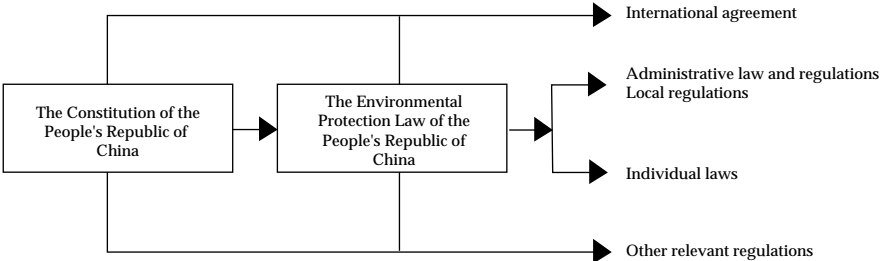 International agreement
The Constitution of the
People's Republic of
China
The Environmental
Protection Law of the
People's Republic of
China
Administrative law and regulations
Local regulations
Individual laws
Other relevant regulations